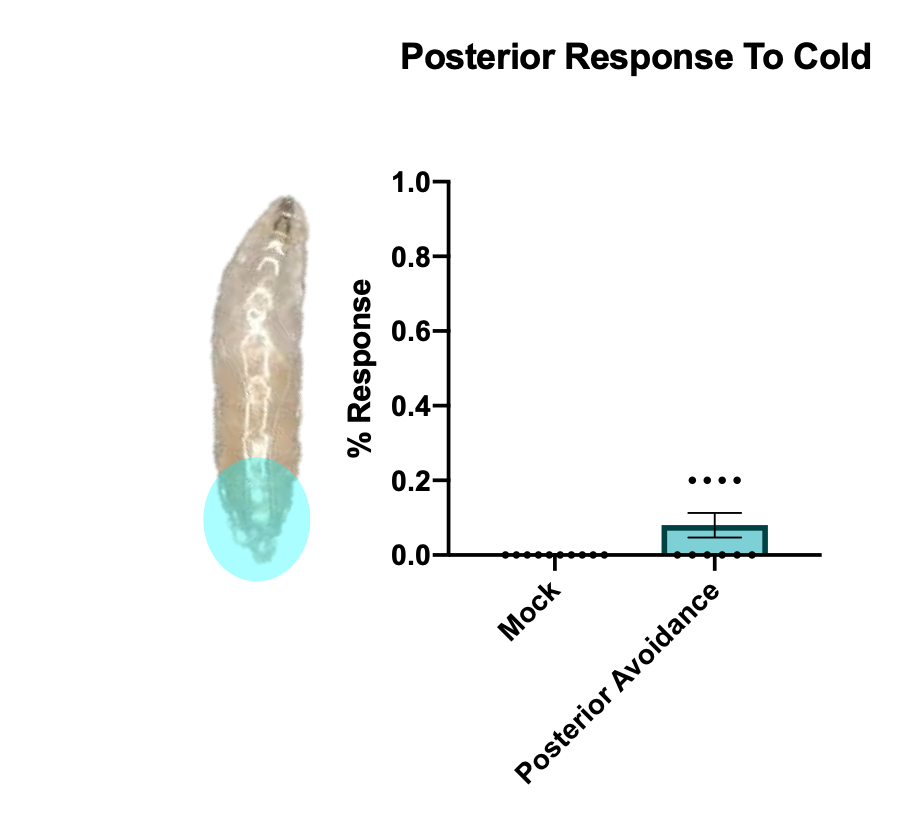 Posterior Response To Cold
1.0
0.8
0.6
0.4
0.2
0.0
% Response
Mock
Posterior Avoidance